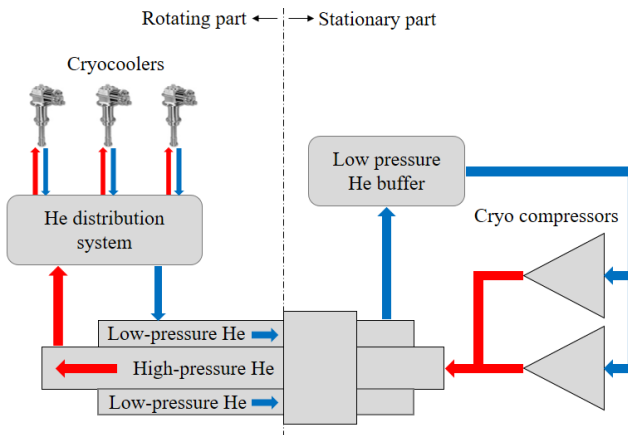 Rotating part
Stationary part
Cryocoolers
Low pressure
He buffer
He distribution
system
Cryo compressors
Low-pressure He
High-pressure He
Low-pressure He